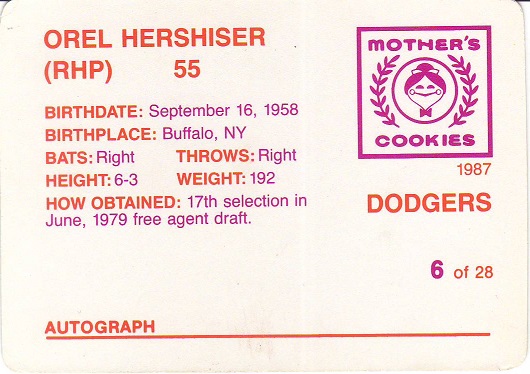 OREL HERSHISER
(RHP) 55
BIRTHDATE: September 16, 1958
BIRTHPLACE: Buffalo, NY
BATS: Right THROWS: Right
HEIGHT: 6-3 WEIGHT: 192
HOW OBTAINED: 17th selection in
June, 1979 free agent draft.
MOTHER'S
COOKIES
1987
DODGERS
6 of 28
AUTOGRAPH